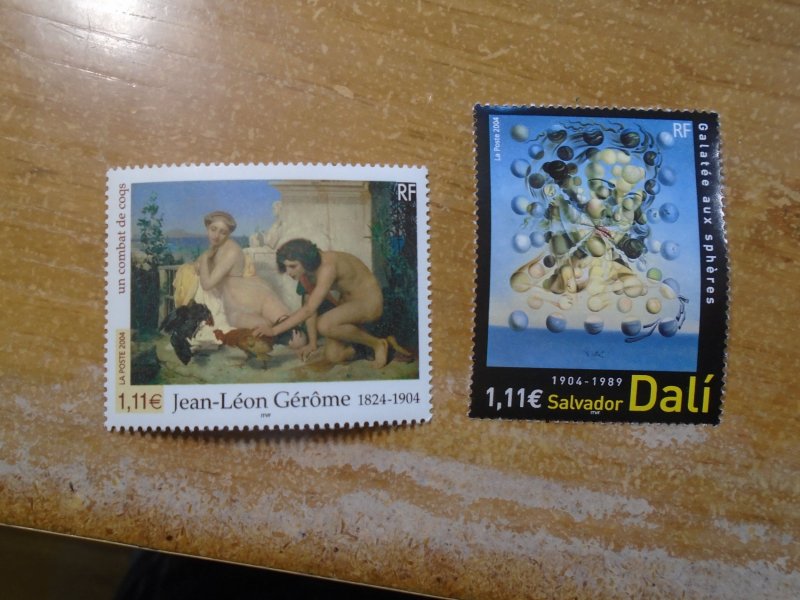 RF
un combat de coqs
LA POSTE 2004
1,11€ Jean-Léon Gérôme 1824-1904
La Poste 2004
RF
Galatée aux sphères
1904-1989
1,11€ Salvador Dalí